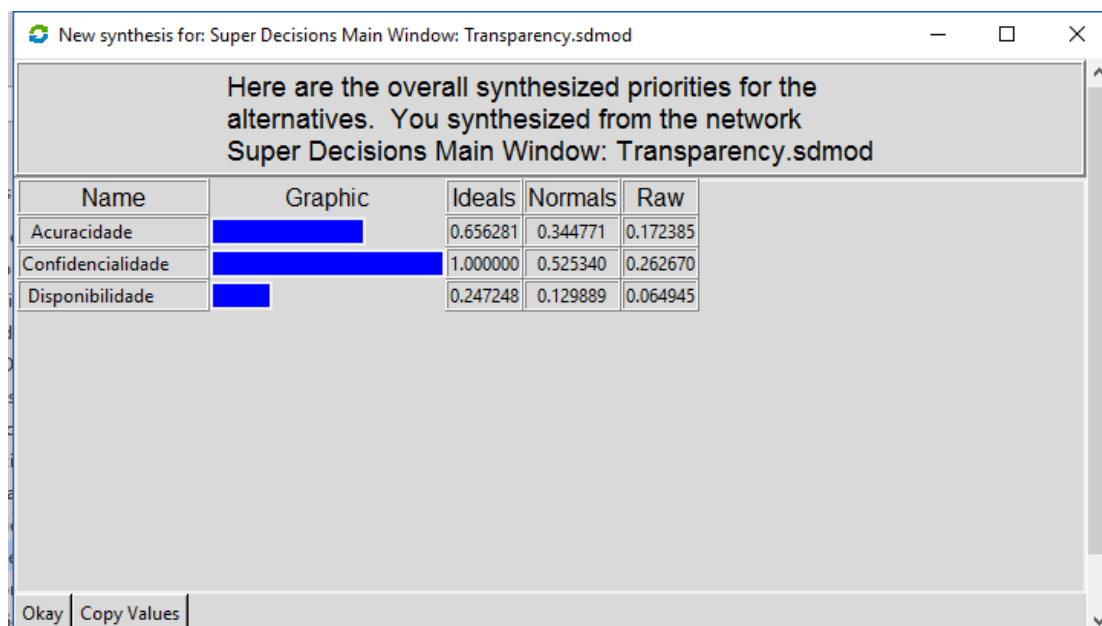 New synthesis for: Super Decisions Main Window: Transparency.sdmod
Here are the overall synthesized priorities for the
alternatives. You synthesized from the network
Super Decisions Main Window: Transparency.sdmod
Name Graphic Ideals Normals Raw
Acuracidade 0.656281 0.344771 0.172385
Confidencialidade 1.000000 0.525340 0.262670
Disponibilidade 0.247248 0.129889 0.064945
Okay Copy Values